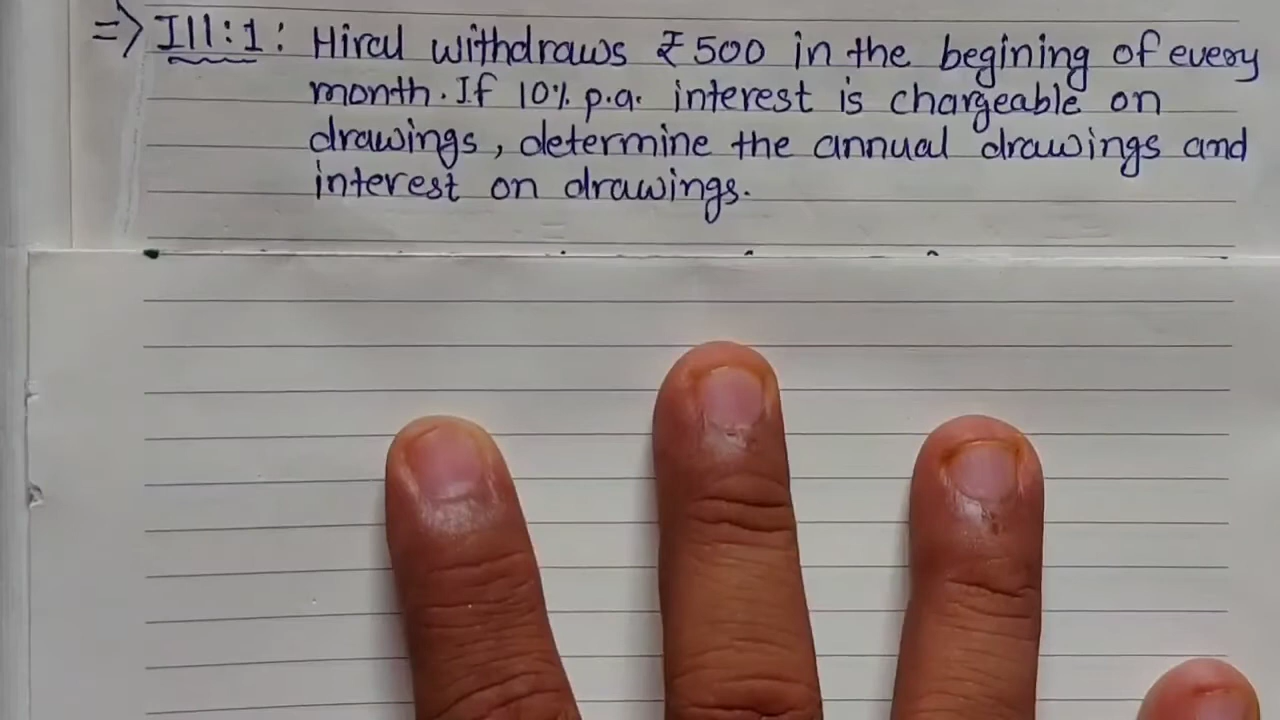 => Ill:1: Hiral withdraws ₹500 in the begining of every
month. If 10% p.a. interest is chargeable on
drawings, determine the annual drawings and
interest on drawings.